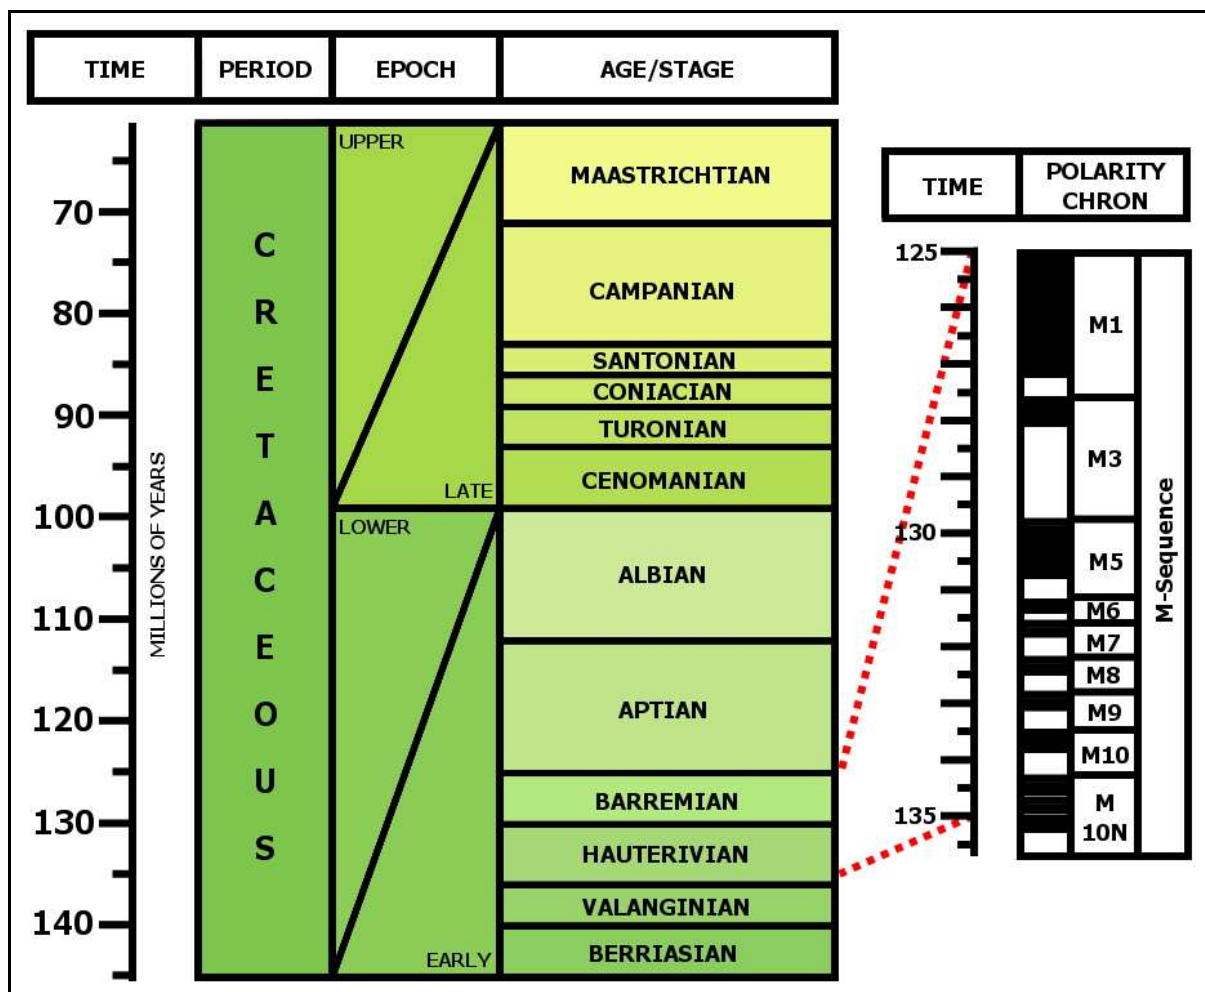 TIME
PERIOD
EPOCH
AGE/STAGE
70
80
90
100
110
120
130
140
MILLIONS OF YEARS
CRETACEOUS
UPPER
LATE
LOWER
EARLY
MAASTRICHTIAN
CAMPANIAN
SANTONIAN
CONIACIAN
TURONIAN
CENOMANIAN
ALBIAN
APTIAN
BARREMIAN
HAUTERIVIAN
VALANGINIAN
BERRIASIAN
TIME
POLARITY
CHRON
125
130
135
M1
M3
M5
M6
M7
M8
M9
M10
M
10N
M-Sequence